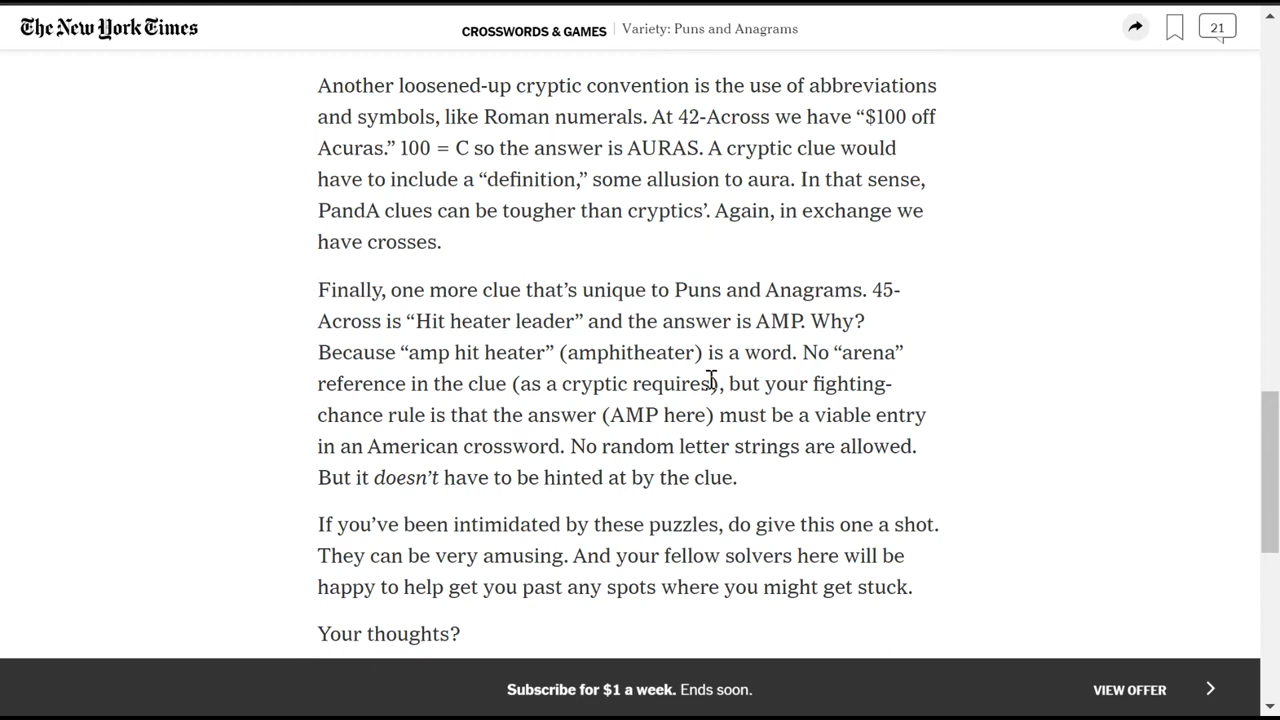 The New York Times
CROSSWORDS & GAMES | Variety: Puns and Anagrams
21
Another loosened-up cryptic convention is the use of abbreviations
and symbols, like Roman numerals. At 42-Across we have “$100 off
Acuras.” 100 = C so the answer is AURAS. A cryptic clue would
have to include a “definition,” some allusion to aura. In that sense,
PandA clues can be tougher than cryptics’. Again, in exchange we
have crosses.
Finally, one more clue that’s unique to Puns and Anagrams. 45-
Across is “Hit heater leader” and the answer is AMP. Why?
Because “amp hit heater” (amphitheater) is a word. No “arena”
reference in the clue (as a cryptic requires), but your fighting-
chance rule is that the answer (AMP here) must be a viable entry
in an American crossword. No random letter strings are allowed.
But it doesn’t have to be hinted at by the clue.
If you’ve been intimidated by these puzzles, do give this one a shot.
They can be very amusing. And your fellow solvers here will be
happy to help get you past any spots where you might get stuck.
Your thoughts?
Subscribe for $1 a week. Ends soon.
VIEW OFFER